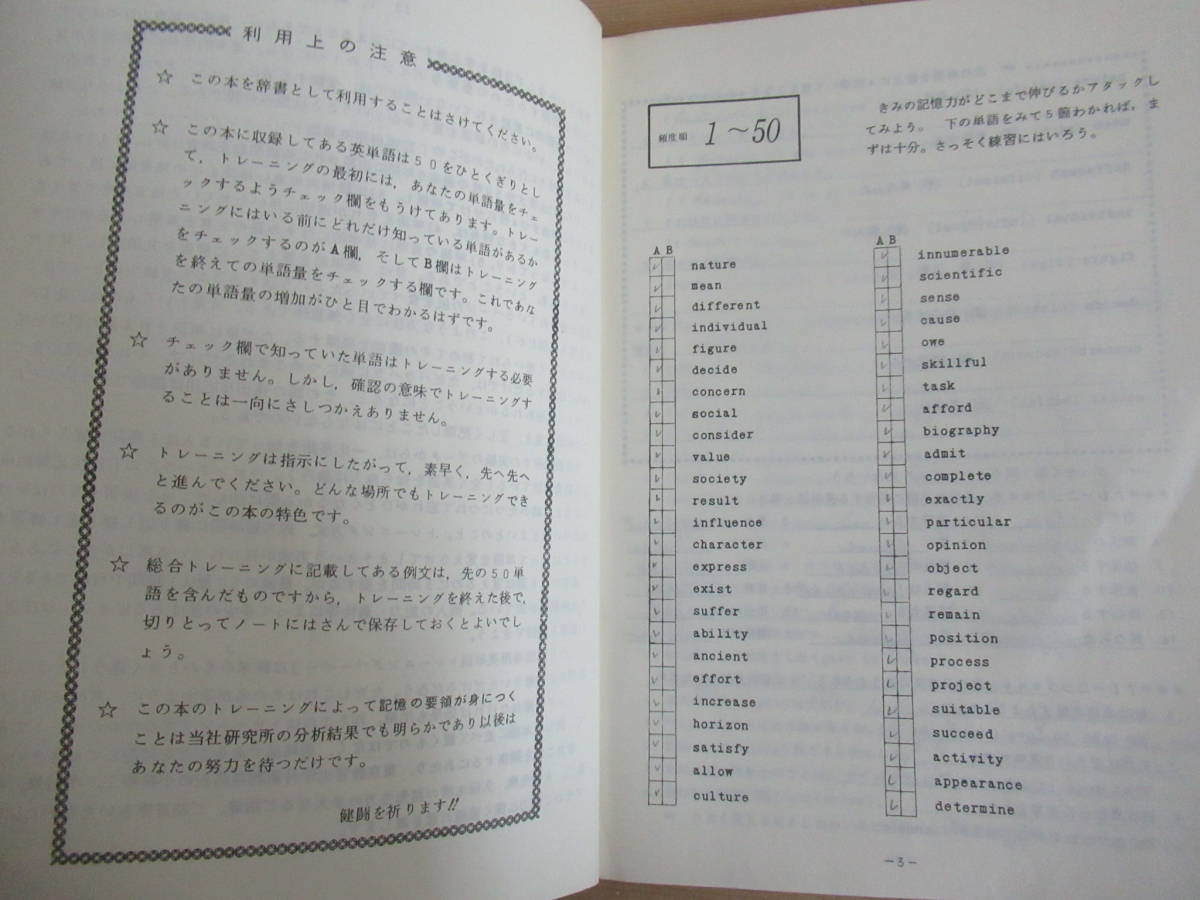 利用上の注意
☆ この本を辞書として利用することはさけてください。
☆ この本に収録してある英単語は50をひとくぎりとし
て，トレーニングの最初には，あなたの単語量をチェ
ックするようチェック欄をもうけてあります。トレー
ニングにはいる前にどれだけ知っている単語があるか
をチェックするのがA欄，そしてB欄はトレーニング
を終えての単語量をチェックする欄です。これであな
たの単語量の増加がひと目でわかるはずです。
☆ チェック欄で知っていた単語はトレーニングする必要
がありません。しかし，確認の意味でトレーニングす
ることは一向にさしつかえありません。
☆ トレーニングは指示にしたがって，素早く，先へ先へ
と進んでください。どんな場所でもトレーニングでき
るのがこの本の特色です。
☆ 総合トレーニングに記載してある例文は，先の50単
語を含んだものですから，トレーニングを終えた後で，
切りとってノートにはさんで保存しておくとよいでし
ょう。
☆ この本のトレーニングによって記憶の要領が身につく
ことは当社研究所の分析結果でも明らかであり以後は
あなたの努力を待つだけです。
健闘を祈ります!!
頻度順 1～50
きみの記憶力がどこまで伸びるかアタックし
てみよう。 下の単語をみて5箇わかれば，ま
ずは十分。さっそく練習にはいろう。
A B
nature
mean
different
individual
figure
decide
concern
social
consider
value
society
result
influence
character
express
exist
suffer
ability
ancient
effort
increase
horizon
satisfy
allow
culture
A B
innumerable
scientific
sense
cause
owe
skillful
task
afford
biography
admit
complete
exactly
particular
opinion
object
regard
remain
position
process
project
suitable
succeed
activity
appearance
determine
－3－